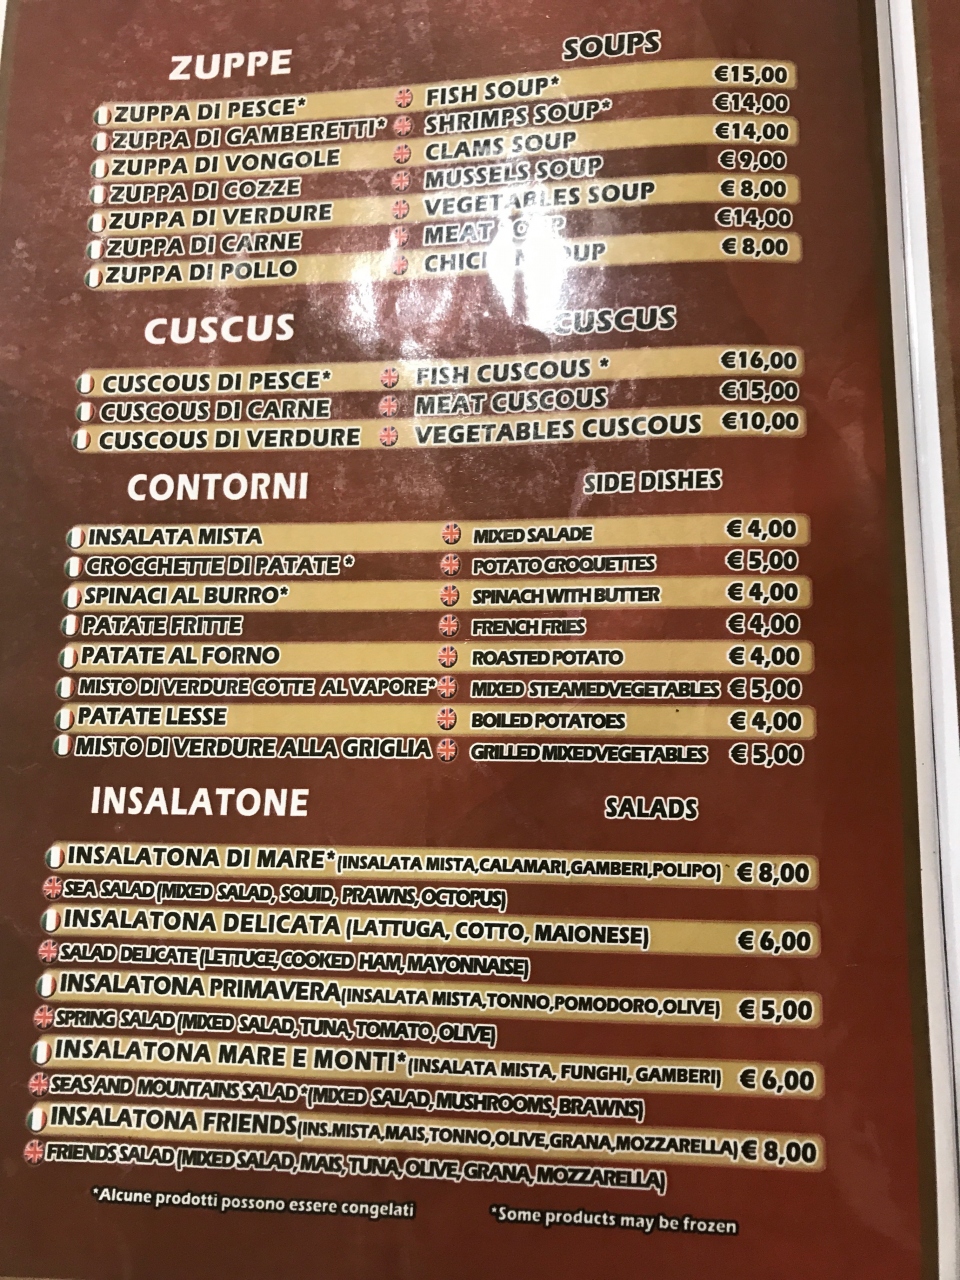 ZUPPE SOUPS
ZUPPA DI PESCE* FISH SOUP* €15,00
ZUPPA DI GAMBERETTI* SHRIMPS SOUP* €14,00
ZUPPA DI VONGOLE CLAMS SOUP €14,00
ZUPPA DI COZZE MUSSELS SOUP €9,00
ZUPPA DI VERDURE VEGETABLES SOUP €8,00
ZUPPA DI CARNE MEAT SOUP €14,00
ZUPPA DI POLLO CHICKEN SOUP €8,00
CUSCUS CUSCUS
CUSCOUS DI PESCE* FISH CUSCOUS * €16,00
CUSCOUS DI CARNE MEAT CUSCOUS €15,00
CUSCOUS DI VERDURE VEGETABLES CUSCOUS €10,00
CONTORNI SIDE DISHES
INSALATA MISTA MIXED SALADE €4,00
CROCCHETTE DI PATATE* POTATO CROQUETTES €5,00
SPINACI AL BURRO* SPINACH WITH BUTTER €4,00
PATATE FRITTE FRENCH FRIES €4,00
PATATE AL FORNO ROASTED POTATO €4,00
MISTO DI VERDURE COTTE AL VAPORE* MIXED STEAMEDVEGETABLES €5,00
PATATE LESSE BOILED POTATOES €4,00
MISTO DI VERDURE ALLA GRIGLIA GRILLED MIXEDVEGETABLES €5,00
INSALATONE SALADS
INSALATONA DI MARE*(INSALATA MISTA,CALAMARI,GAMBERI,POLIPO) €8,00
SEA SALAD (MIXED SALAD, SQUID, PRAWNS,OCTOPUS)
INSALATONA DELICATA (LATTUGA, COTTO, MAIONESE) €6,00
SALAD DELICATE (LETTUCE, COOKED HAM, MAYONNAISE)
INSALATONA PRIMAVERA(INSALATA MISTA,TONNO,POMODORO,OLIVE) €5,00
SPRING SALAD (MIXED SALAD, TUNA, TOMATO, OLIVE)
INSALATONA MARE E MONTI*(INSALATA MISTA, FUNGHI, GAMBERI) €6,00
SEAS AND MOUNTAINS SALAD *(MIXED SALAD, MUSHROOMS, BRAWNS)
INSALATONA FRIENDS(INS.MISTA,MAIS,TONNO,OLIVE,GRANA,MOZZARELLA) €8,00
FRIENDS SALAD (MIXED SALAD, MAIS, TUNA, OLIVE, GRANA, MOZZARELLA)
*Alcune prodotti possono essere congelati *Some products may be frozen